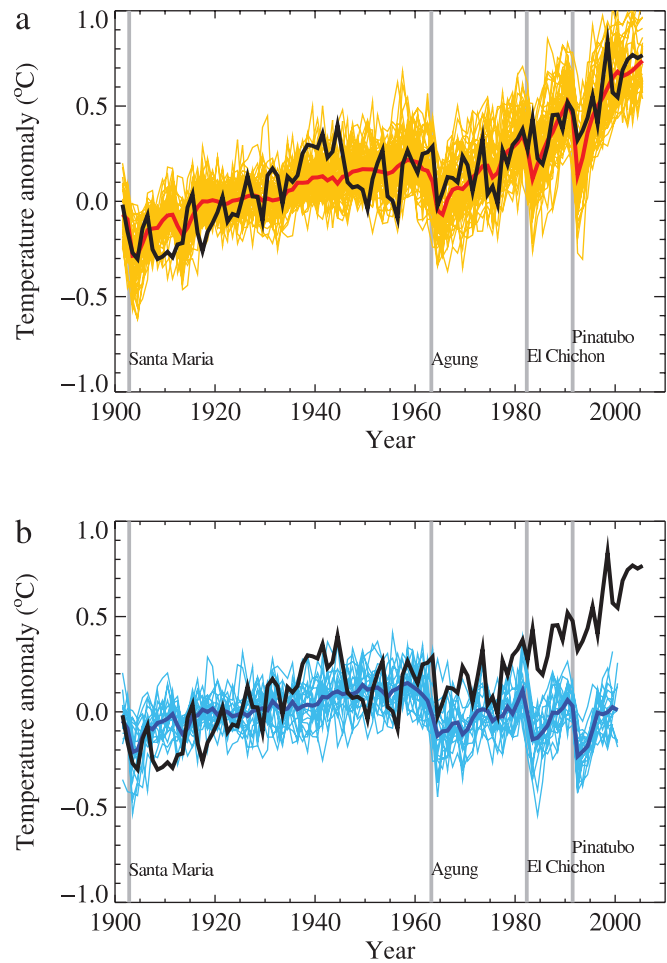 a
Temperature anomaly (°C)
1.0
0.5
0.0
−0.5
−1.0
Santa Maria
Agung
El Chichon
Pinatubo
1900 1920 1940 1960 1980 2000
Year
b
Temperature anomaly (°C)
1.0
0.5
0.0
−0.5
−1.0
Santa Maria
Agung
El Chichon
Pinatubo
1900 1920 1940 1960 1980 2000
Year